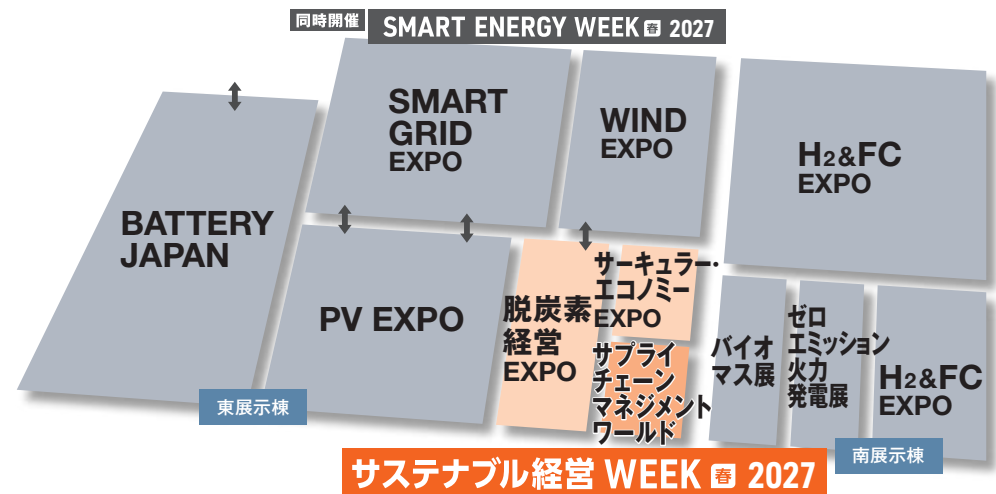 同時開催
SMART ENERGY WEEK 春 2027
SMART
GRID
EXPO
WIND
EXPO
H2&FC
EXPO
BATTERY
JAPAN
PV EXPO
脱炭素
経営
EXPO
サーキュラー・
エコノミー
EXPO
サプライ
チェーン
マネジメント
ワールド
バイオ
マス展
ゼロ
エミッション
火力
発電展
H2&FC
EXPO
東展示棟
南展示棟
サステナブル経営 WEEK 春 2027